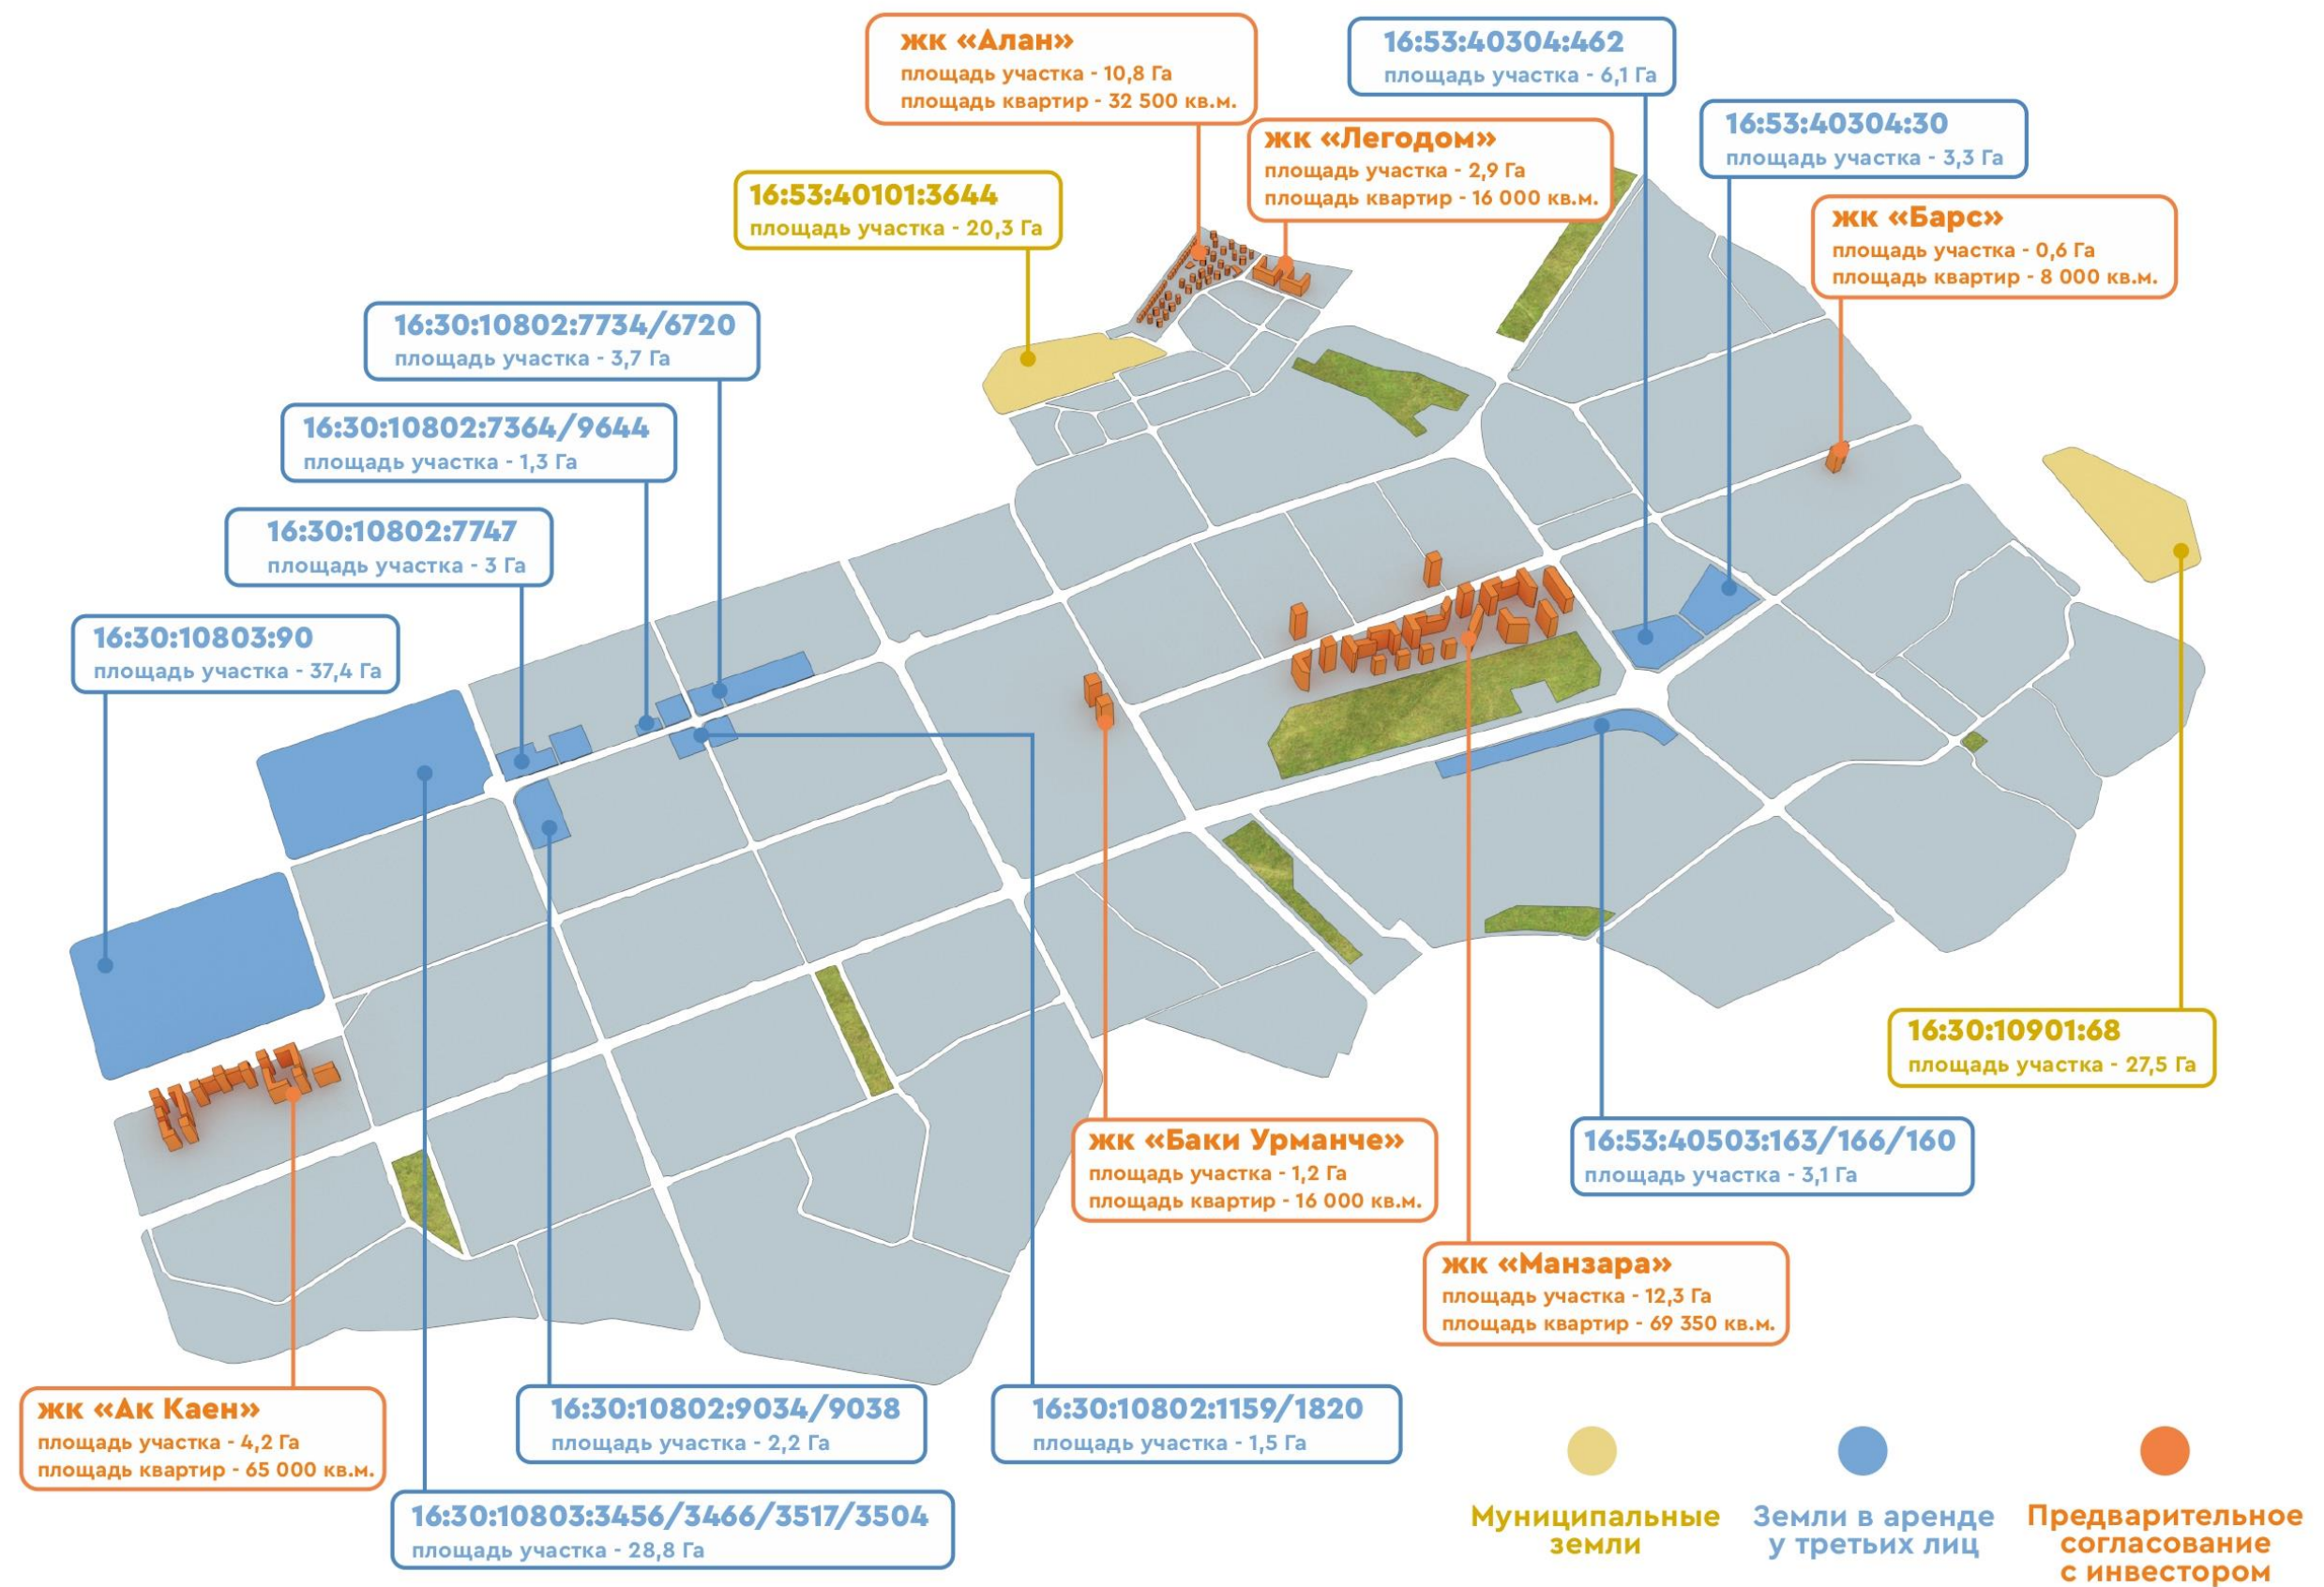 жк «Алан»
площадь участка - 10,8 Га
площадь квартир - 32 500 кв.м.
16:53:40304:462
площадь участка - 6,1 Га
16:53:40304:30
площадь участка - 3,3 Га
жк «Легодом»
площадь участка - 2,9 Га
площадь квартир - 16 000 кв.м.
16:53:40101:3644
площадь участка - 20,3 Га
жк «Барс»
площадь участка - 0,6 Га
площадь квартир - 8 000 кв.м.
16:30:10802:7734/6720
площадь участка - 3,7 Га
16:30:10802:7364/9644
площадь участка - 1,3 Га
16:30:10802:7747
площадь участка - 3 Га
16:30:10803:90
площадь участка - 37,4 Га
16:30:10901:68
площадь участка - 27,5 Га
жк «Баки Урманче»
площадь участка - 1,2 Га
площадь квартир - 16 000 кв.м.
16:53:40503:163/166/160
площадь участка - 3,1 Га
жк «Манзара»
площадь участка - 12,3 Га
площадь квартир - 69 350 кв.м.
жк «Ак Каен»
площадь участка - 4,2 Га
площадь квартир - 65 000 кв.м.
16:30:10802:9034/9038
площадь участка - 2,2 Га
16:30:10802:1159/1820
площадь участка - 1,5 Га
16:30:10803:3456/3466/3517/3504
площадь участка - 28,8 Га
Муниципальные
земли
Земли в аренде
у третьих лиц
Предварительное
согласование
с инвестором